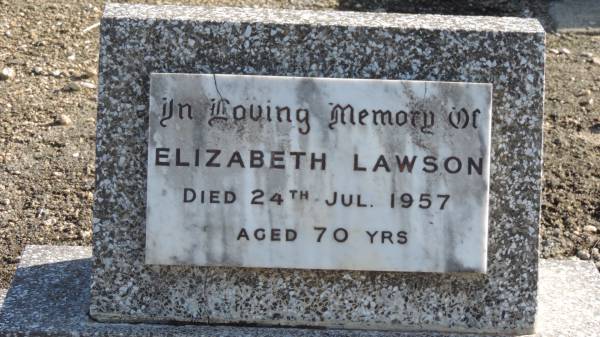 In Loving Memory Of
ELIZABETH LAWSON
DIED 24TH JUL. 1957
AGED 70 YRS